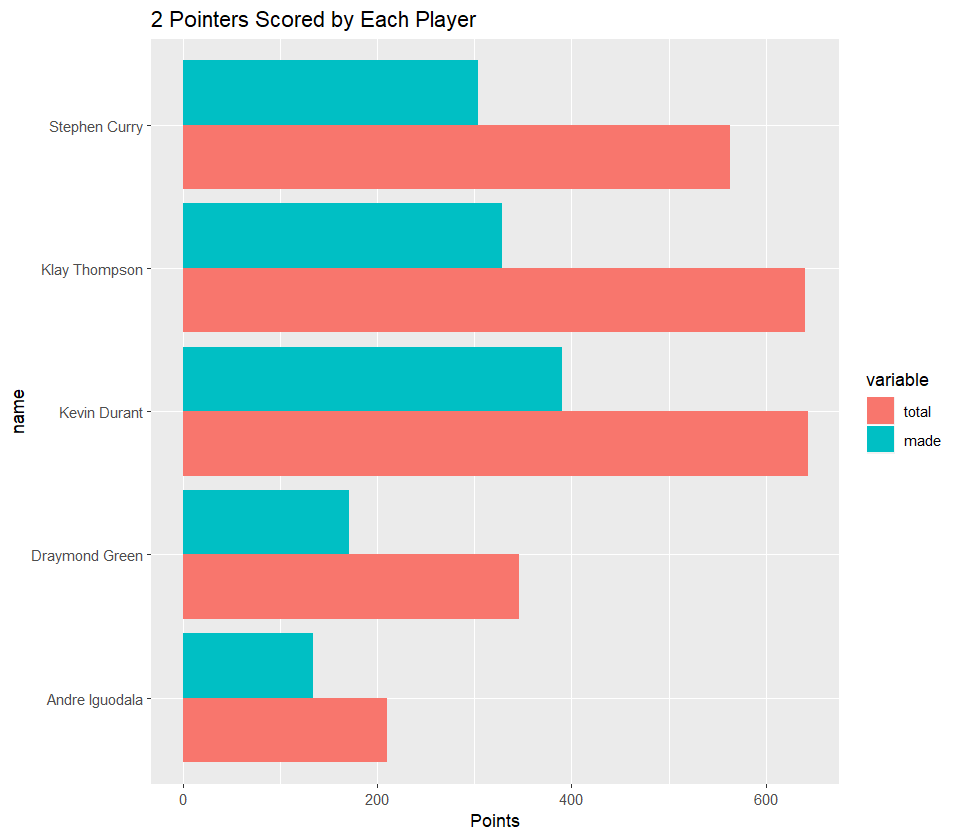 2 Pointers Scored by Each Player
Stephen Curry
Klay Thompson
Kevin Durant
Draymond Green
Andre Iguodala
name
0 200 400 600
Points
variable
total
made